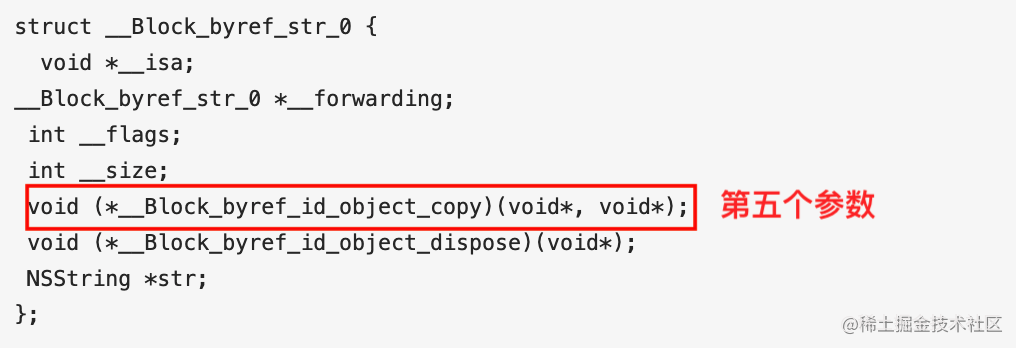 struct __Block_byref_str_0 {
void *__isa;
__Block_byref_str_0 *__forwarding;
int __flags;
int __size;
void (*__Block_byref_id_object_copy)(void*, void*); 第五个参数
void (*__Block_byref_id_object_dispose)(void*);
NSString *str;
};
@稀土掘金技术社区